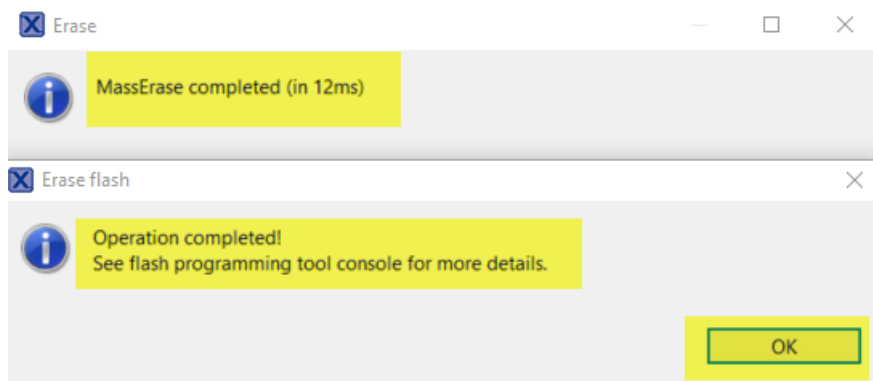 Erase
MassErase completed (in 12ms)
Erase flash
Operation completed!
See flash programming tool console for more details.
OK